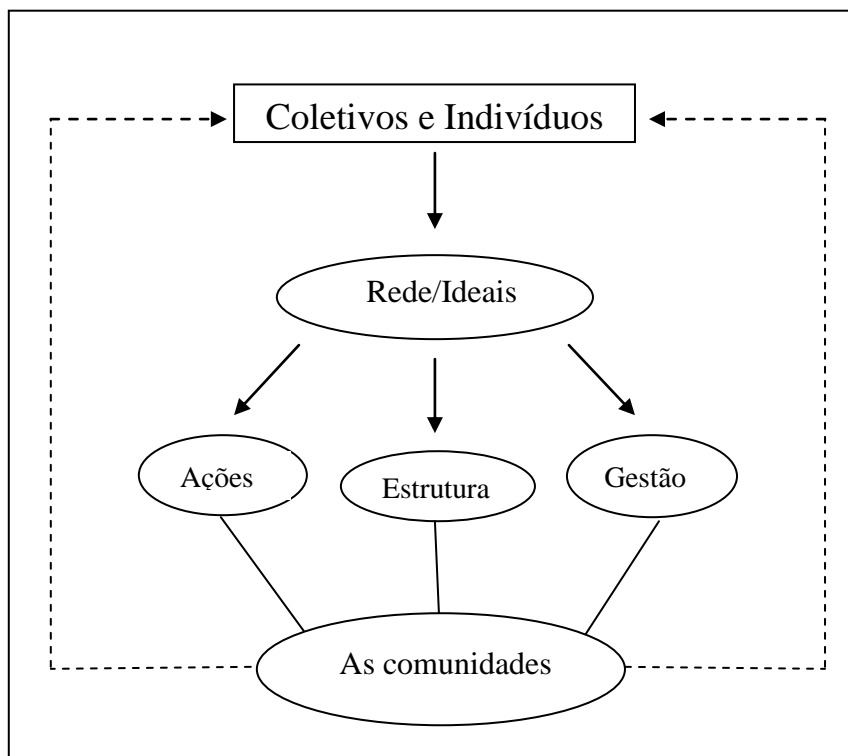 Coletivos e Indivíduos
Rede/Ideais
Ações
Estrutura
Gestão
As comunidades